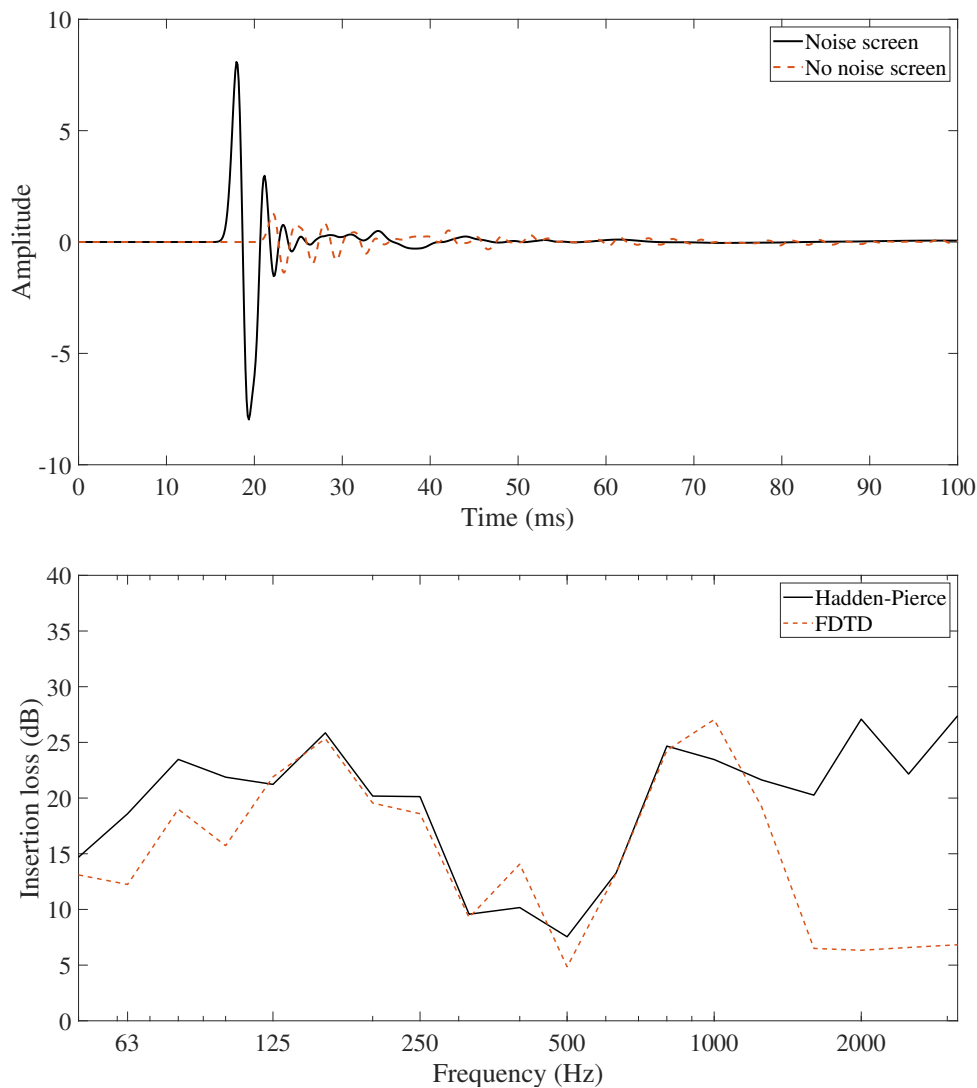 10
5
0
-5
-10
Amplitude
Noise screen
No noise screen
0 10 20 30 40 50 60 70 80 90 100
Time (ms)
40
35
30
25
20
15
10
5
0
Insertion loss (dB)
Hadden-Pierce
FDTD
63 125 250 500 1000 2000
Frequency (Hz)